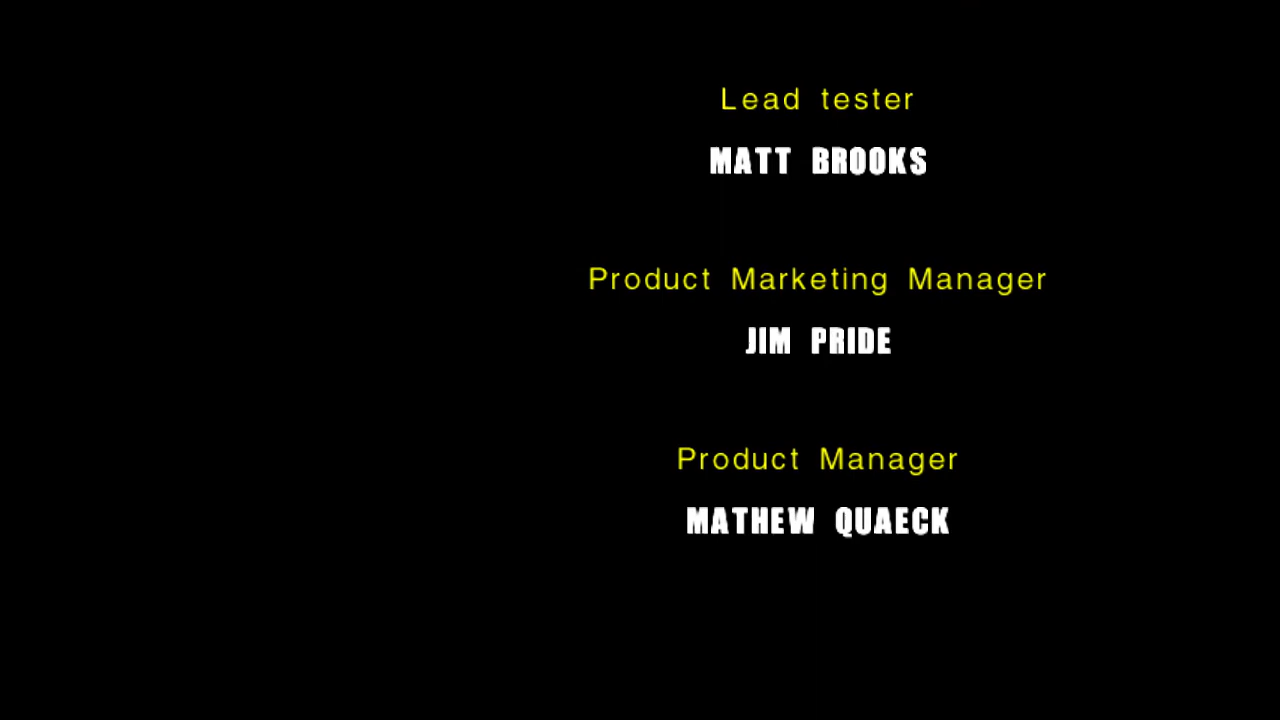 Lead tester
MATT BROOKS
Product Marketing Manager
JIM PRIDE
Product Manager
MATHEW QUAECK